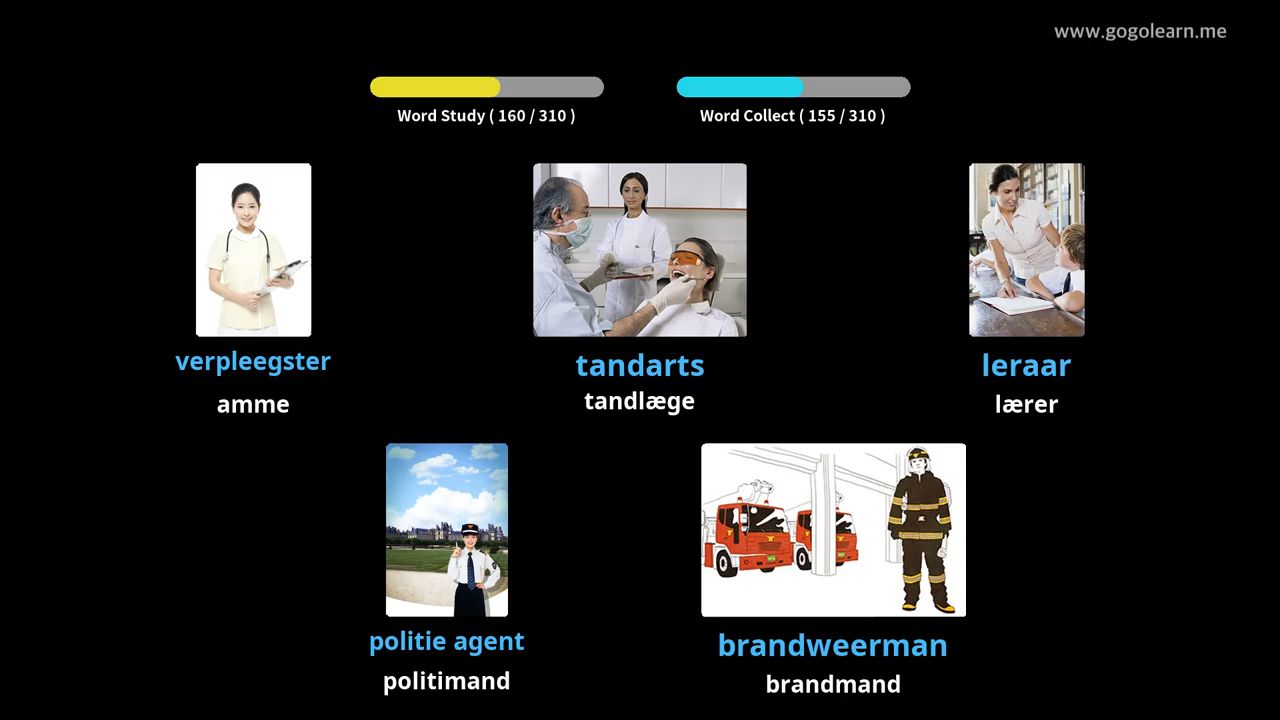 www.gogolearn.me
Word Study ( 160 / 310 )
Word Collect ( 155 / 310 )
verpleegster
tandarts
leraar
amme
tandlæge
lærer
politie agent
brandweerman
politimand
brandmand